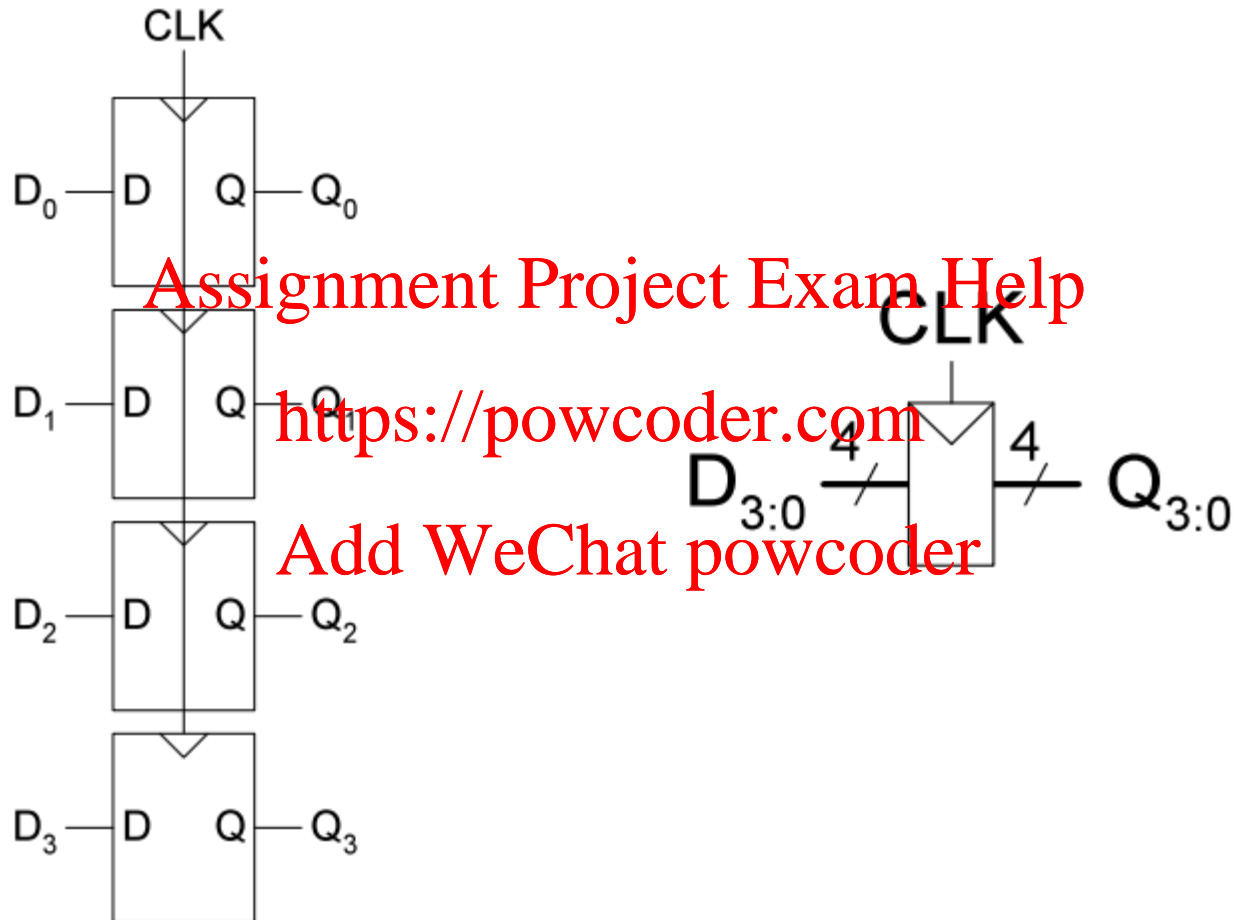 CLK
D0 D Q Q0
Assignment Project Exam Help
CLK
D1 D Q Q1
https://powcoder.com
4 4
D3:0 Q3:0
Add WeChat powcoder
D2 D Q Q2
D3 D Q Q3